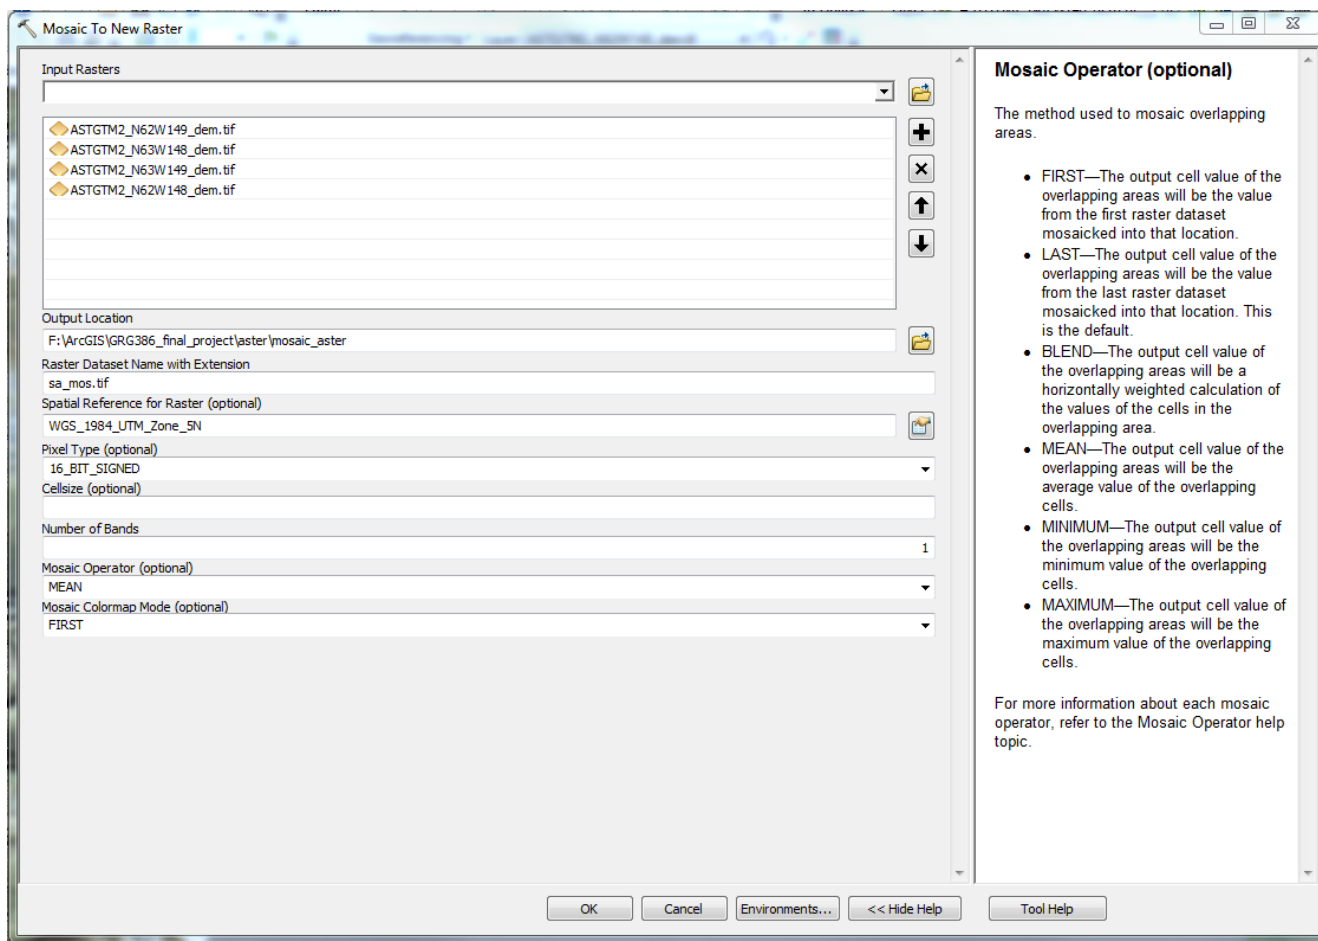 Mosaic To New Raster
Input Rasters
ASTGTM2_N62W149_dem.tif
ASTGTM2_N63W148_dem.tif
ASTGTM2_N63W149_dem.tif
ASTGTM2_N62W148_dem.tif
Output Location
F:\ArcGIS\GRG386_final_project\aster\mosaic_aster
Raster Dataset Name with Extension
sa_mos.tif
Spatial Reference for Raster (optional)
WGS_1984_UTM_Zone_5N
Pixel Type (optional)
16_BIT_SIGNED
Cellsize (optional)
Number of Bands
1
Mosaic Operator (optional)
MEAN
Mosaic Colormap Mode (optional)
FIRST
OK
Cancel
Environments...
<< Hide Help
Tool Help
Mosaic Operator (optional)
The method used to mosaic overlapping
areas.
• FIRST—The output cell value of the
overlapping areas will be the value
from the first raster dataset
mosaicked into that location.
• LAST—The output cell value of the
overlapping areas will be the value
from the last raster dataset
mosaicked into that location. This
is the default.
• BLEND—The output cell value of
the overlapping areas will be a
horizontally weighted calculation of
the values of the cells in the
overlapping area.
• MEAN—The output cell value of the
overlapping areas will be the
average value of the overlapping
cells.
• MINIMUM—The output cell value of
the overlapping areas will be the
minimum value of the overlapping
cells.
• MAXIMUM—The output cell value of
the overlapping areas will be the
maximum value of the overlapping
cells.
For more information about each mosaic
operator, refer to the Mosaic Operator help
topic.